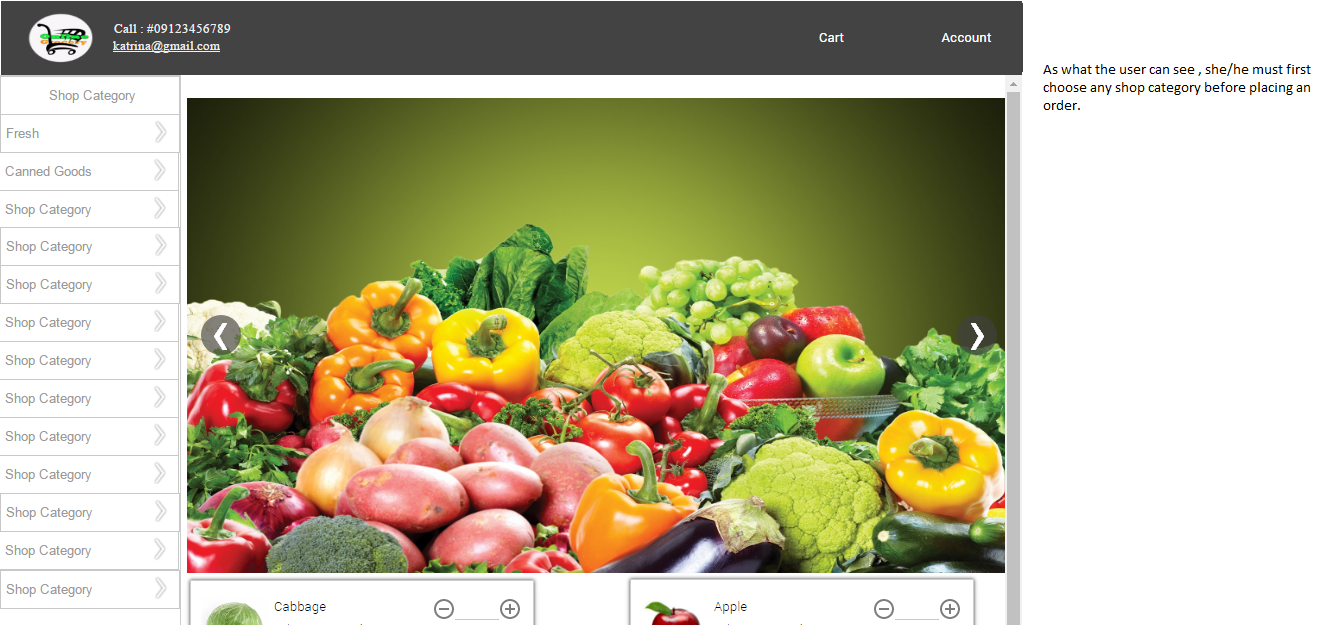 Call : #09123456789
katrina@gmail.com
Cart
Account
As what the user can see , she/he must first
choose any shop category before placing an
order.
Shop Category
Fresh
Canned Goods
Shop Category
Shop Category
Shop Category
Shop Category
Shop Category
Shop Category
Shop Category
Shop Category
Shop Category
Shop Category
Shop Category
Cabbage
Apple